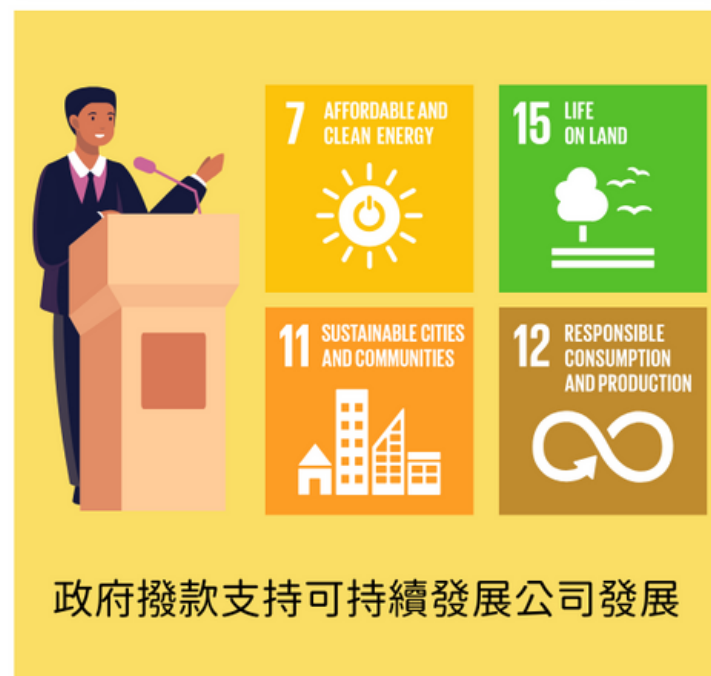 7 AFFORDABLE AND
CLEAN ENERGY
15 LIFE
ON LAND
11 SUSTAINABLE CITIES
AND COMMUNITIES
12 RESPONSIBLE
CONSUMPTION
AND PRODUCTION
政府撥款支持可持續發展公司發展